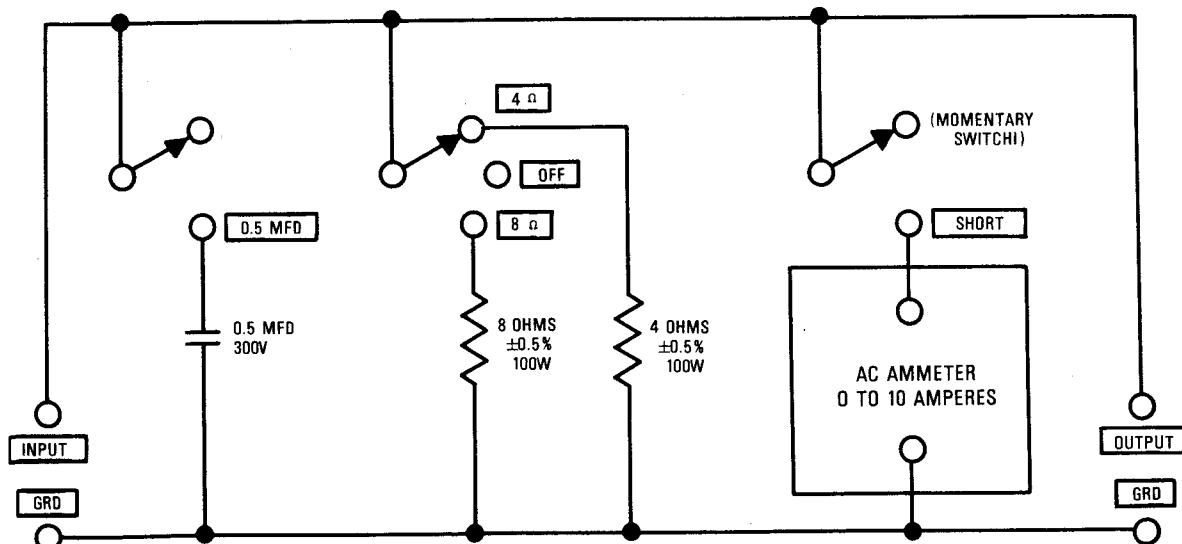 4 Ω
(MOMENTARY
SWITCHI)
OFF
0.5 MFD
8 Ω
SHORT
0.5 MFD
300V
8 OHMS
±0.5%
100W
4 OHMS
±0.5%
100W
AC AMMETER
0 TO 10 AMPERES
INPUT
OUTPUT
GRD
GRD